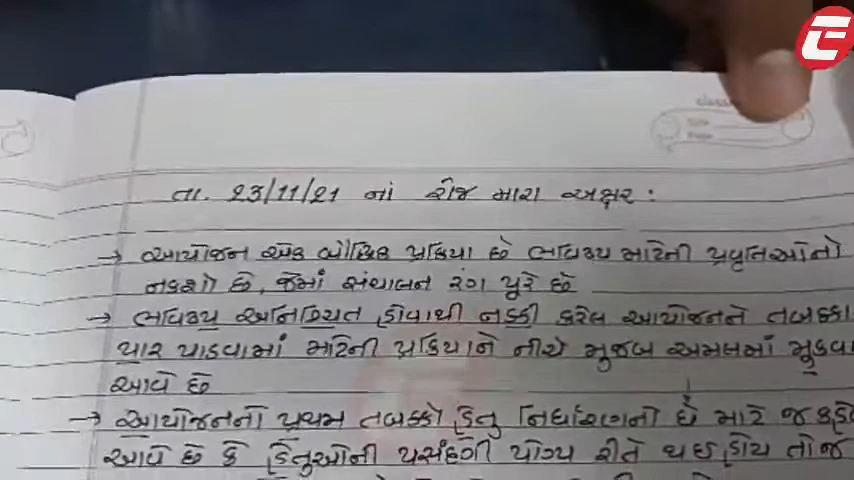 તા. 23/11/21 નાં રોજ મારા અક્ષર :
→ આયોજન એક બૌધિક પ્રક્રિયા છે ભવિષ્ય માટેની પ્રવૃતિઓનો
નકશો છે, જેમાં સંચાલન રંગ પૂરે છે
→ ભવિષ્ય અનિશ્ચિત હોવાથી નક્કી કરેલ આયોજનને તબક્કા
વાર પાડવામાં માટેની પ્રક્રિયાને નીચે મુજબ અમલમાં મુકવા
આવે છે
→ આયોજનનો પ્રથમ તબક્કો હેતુ નિર્ધારણનો છે માટે જ કહે
આવે છે કે હેતુઓની પસંદગી યોગ્ય રીતે થઇ હોય તો જ